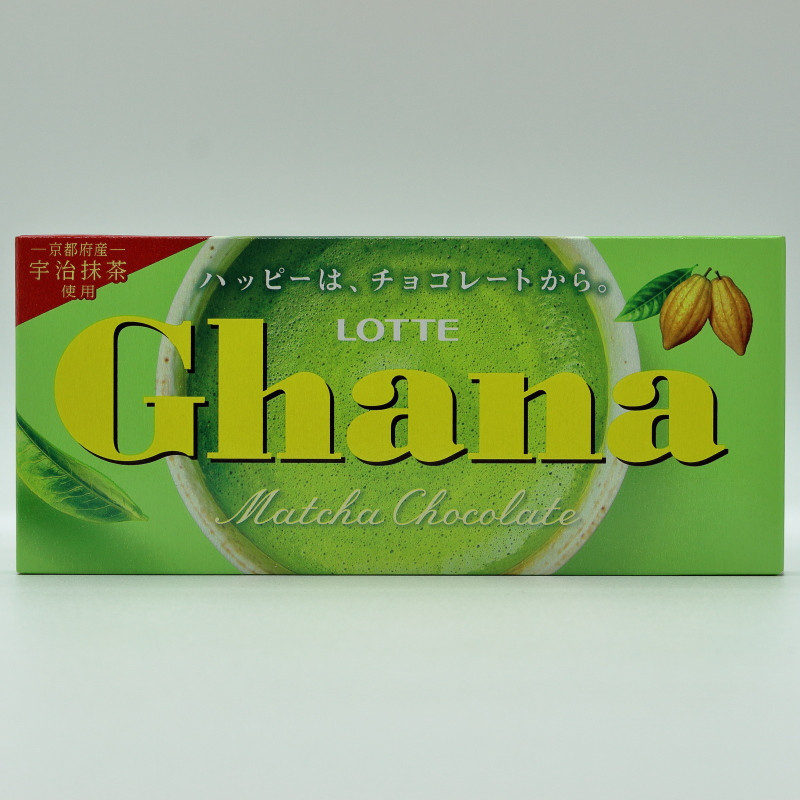 京都府産
宇治抹茶
使用
ハッピーは、チョコレートから。
LOTTE
Ghana
Matcha Chocolate